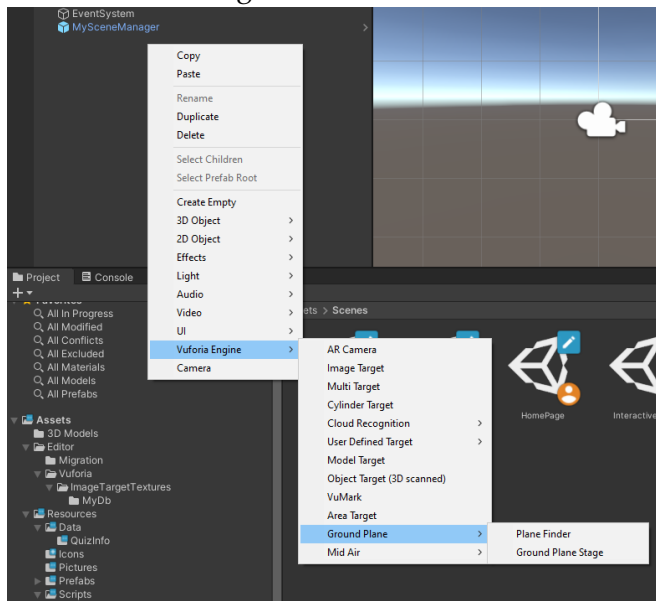 EventSystem
MySceneManager
Copy
Paste
Rename
Duplicate
Delete
Select Children
Select Prefab Root
Create Empty
3D Object
2D Object
Effects
Light
Audio
Video
UI
Vuforia Engine
Camera
AR Camera
Image Target
Multi Target
Cylinder Target
Cloud Recognition
User Defined Target
Model Target
Object Target (3D scanned)
VuMark
Area Target
Ground Plane
Mid Air
Plane Finder
Ground Plane Stage
Project
Console
All In Progress
All Modified
All Conflicts
All Excluded
All Materials
All Models
All Prefabs
Assets
3D Models
Editor
Migration
Vuforia
ImageTargetTextures
MyDb
Resources
Data
QuizInfo
Icons
Pictures
Prefabs
Scripts
ets > Scenes
HomePage
Interactive